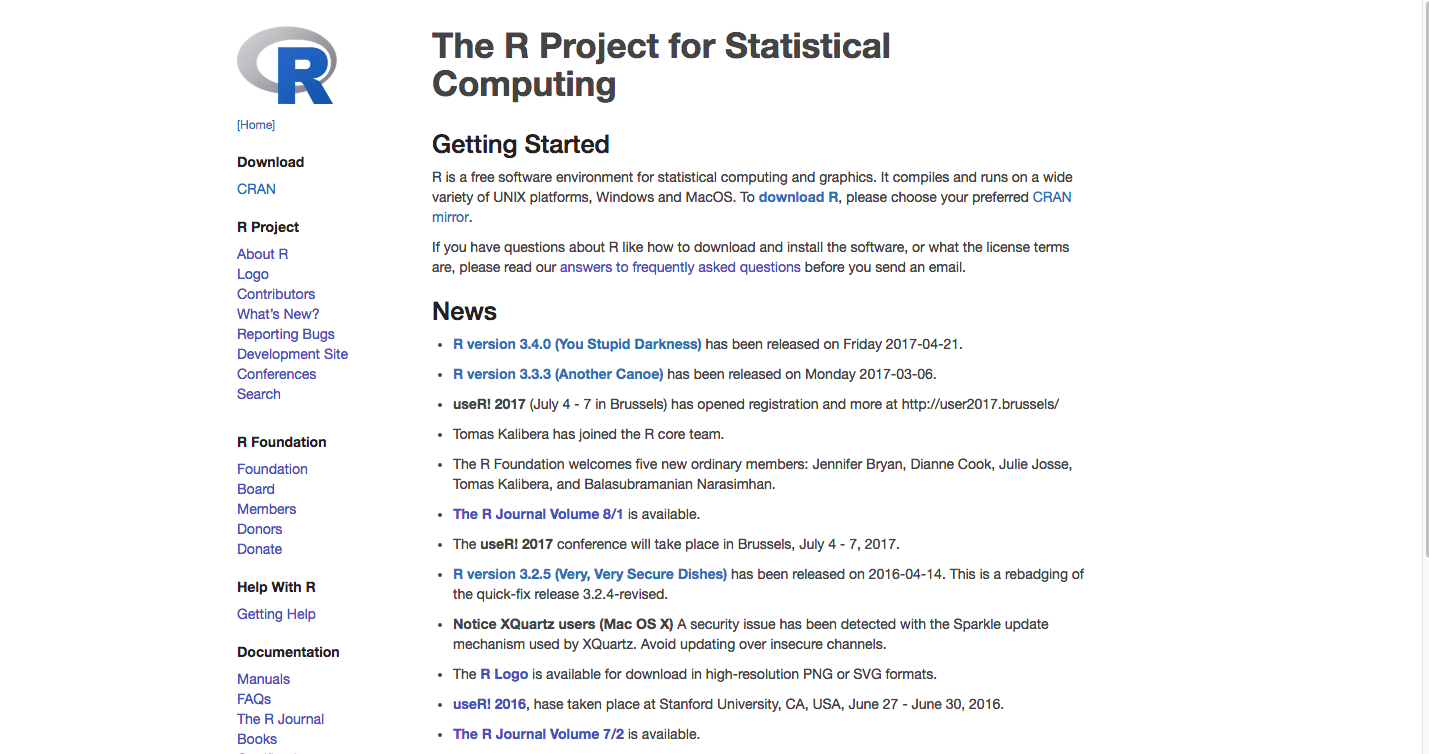 R
[Home]
Download
CRAN
R Project
About R
Logo
Contributors
What's New?
Reporting Bugs
Development Site
Conferences
Search
R Foundation
Foundation
Board
Members
Donors
Donate
Help With R
Getting Help
Documentation
Manuals
FAQs
The R Journal
Books
The R Project for Statistical
Computing
Getting Started
R is a free software environment for statistical computing and graphics. It compiles and runs on a wide
variety of UNIX platforms, Windows and MacOS. To download R, please choose your preferred CRAN
mirror.
If you have questions about R like how to download and install the software, or what the license terms
are, please read our answers to frequently asked questions before you send an email.
News
• R version 3.4.0 (You Stupid Darkness) has been released on Friday 2017-04-21.
• R version 3.3.3 (Another Canoe) has been released on Monday 2017-03-06.
• useR! 2017 (July 4 - 7 in Brussels) has opened registration and more at http://user2017.brussels/
• Tomas Kalibera has joined the R core team.
• The R Foundation welcomes five new ordinary members: Jennifer Bryan, Dianne Cook, Julie Josse,
Tomas Kalibera, and Balasubramanian Narasimhan.
• The R Journal Volume 8/1 is available.
• The useR! 2017 conference will take place in Brussels, July 4 - 7, 2017.
• R version 3.2.5 (Very, Very Secure Dishes) has been released on 2016-04-14. This is a rebadging of
the quick-fix release 3.2.4-revised.
• Notice XQuartz users (Mac OS X) A security issue has been detected with the Sparkle update
mechanism used by XQuartz. Avoid updating over insecure channels.
• The R Logo is available for download in high-resolution PNG or SVG formats.
• useR! 2016, hase taken place at Stanford University, CA, USA, June 27 - June 30, 2016.
• The R Journal Volume 7/2 is available.